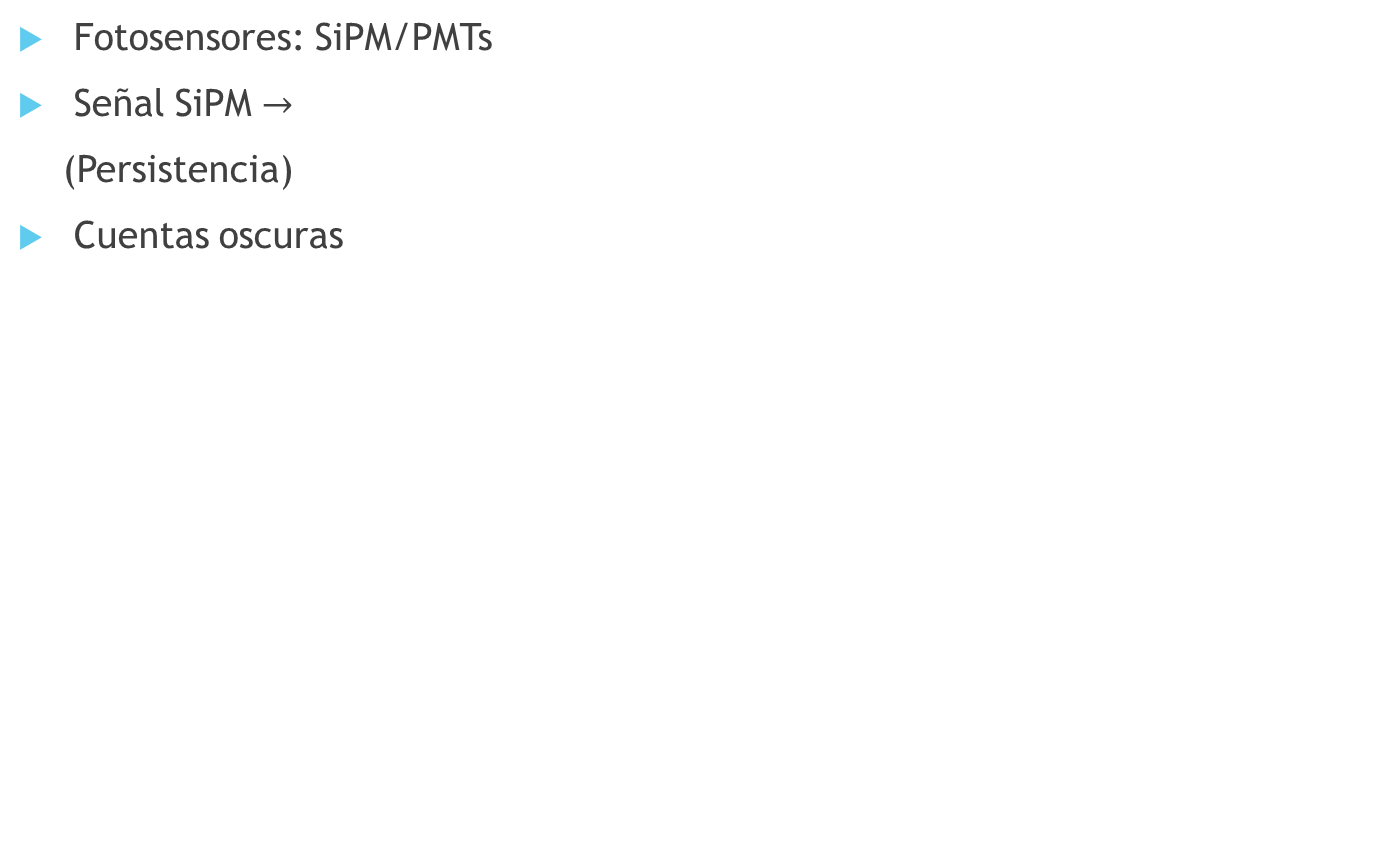 Fotosensores: SiPM/PMTs
Señal SiPM →
(Persistencia)
Cuentas oscuras